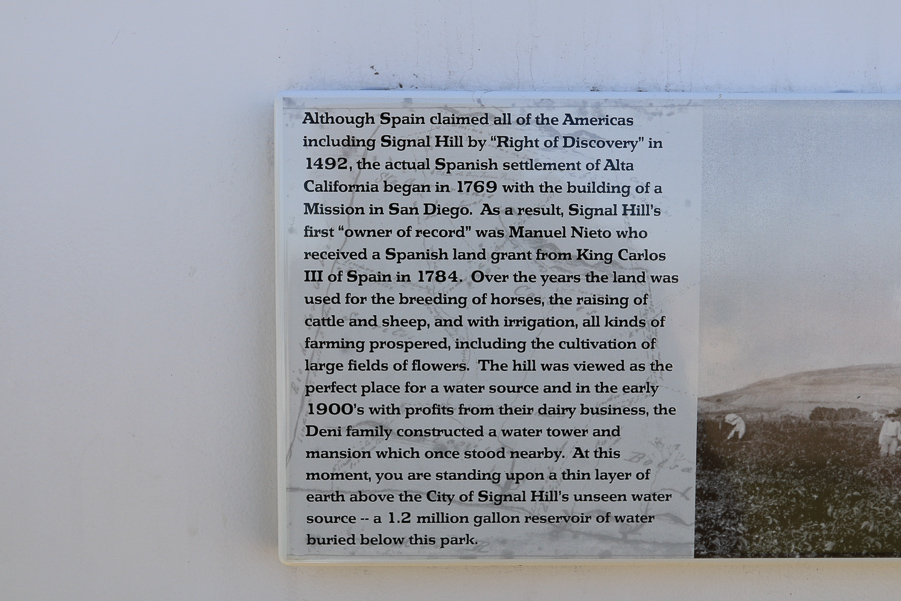 Although Spain claimed all of the Americas
including Signal Hill by “Right of Discovery” in
1492, the actual Spanish settlement of Alta
California began in 1769 with the building of a
Mission in San Diego.  As a result, Signal Hill's
first “owner of record” was Manuel Nieto who
received a Spanish land grant from King Carlos
III of Spain in 1784.  Over the years the land was
used for the breeding of horses, the raising of
cattle and sheep, and with irrigation, all kinds of
farming prospered, including the cultivation of
large fields of flowers.  The hill was viewed as the
perfect place for a water source and in the early
1900's with profits from their dairy business, the
Deni family constructed a water tower and
mansion which once stood nearby.  At this
moment, you are standing upon a thin layer of
earth above the City of Signal Hill's unseen water
source -- a 1.2 million gallon reservoir of water
buried below this park.